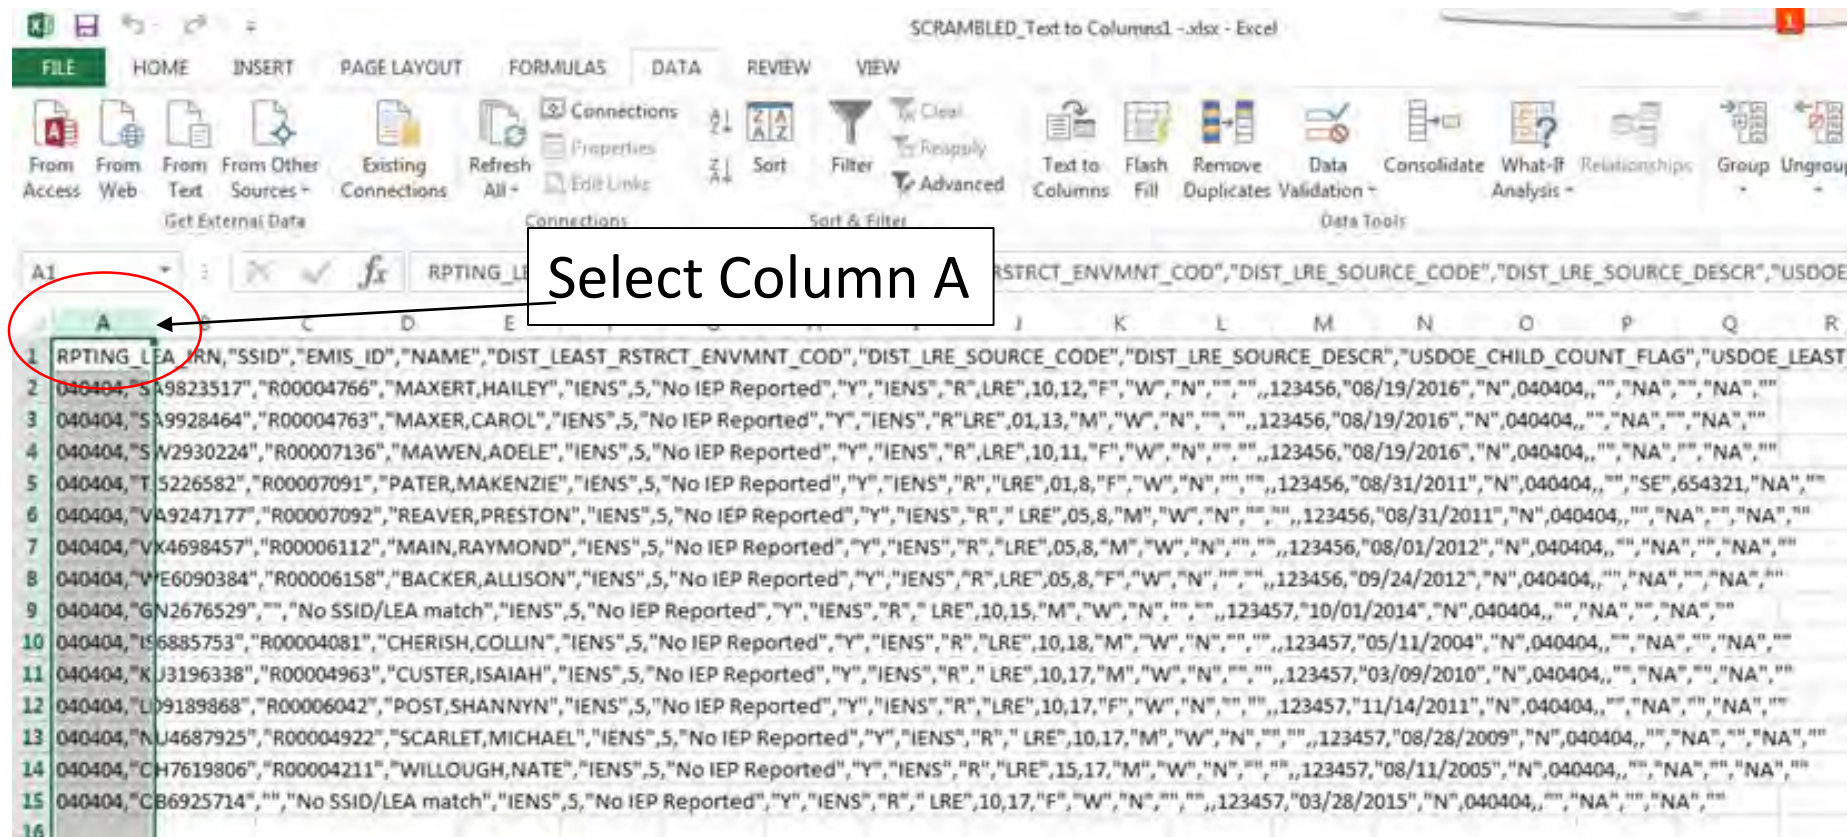 SCRAMBLED_Text to Columns1 -.xlsx - Excel
1
FILE HOME INSERT PAGE LAYOUT FORMULAS DATA REVIEW VIEW
Connections Clear
Properties Reapply
Edit Links Advanced
From Access From Web From Text From Other Sources Existing Connections Refresh All Sort Filter Text to Columns Flash Fill Remove Duplicates Data Validation Consolidate What-If Analysis Relationships Group Ungroup
Get External Data Connections Sort & Filter Data Tools
Select Column A
A1 fx RPTING_LE RSTRCT_ENVMNT_COD","DIST_LRE_SOURCE_CODE","DIST_LRE_SOURCE_DESCR","USDOE
A B C D E J K L M N O P Q R
1 RPTING_LEA_IRN,"SSID","EMIS_ID","NAME","DIST_LEAST_RSTRCT_ENVMNT_COD","DIST_LRE_SOURCE_CODE","DIST_LRE_SOURCE_DESCR","USDOE_CHILD_COUNT_FLAG","USDOE_LEAST
2 040404,"SA9823517","R00004766","MAXERT,HAILEY","IENS",5,"No IEP Reported","Y","IENS","R",LRE",10,12,"F","W","N","","",,123456,"08/19/2016","N",040404,,"","NA","","NA",""
3 040404,"SA9928464","R00004763","MAXER,CAROL","IENS",5,"No IEP Reported","Y","IENS","R"LRE",01,13,"M","W","N","","",,123456,"08/19/2016","N",040404,,"","NA","","NA",""
4 040404,"SW2930224","R00007136","MAWEN,ADELE","IENS",5,"No IEP Reported","Y","IENS","R",LRE",10,11,"F","W","N","","",,123456,"08/19/2016","N",040404,,"","NA","","NA",""
5 040404,"T 5226582","R00007091","PATER,MAKENZIE","IENS",5,"No IEP Reported","Y","IENS","R","LRE",01,8,"F","W","N","","",,123456,"08/31/2011","N",040404,,"","SE",654321,"NA",""
6 040404,"VA9247177","R00007092","REAVER,PRESTON","IENS",5,"No IEP Reported","Y","IENS","R"," LRE",05,8,"M","W","N","","",,123456,"08/31/2011","N",040404,,"","NA","","NA",""
7 040404,"VX4698457","R00006112","MAIN,RAYMOND","IENS",5,"No IEP Reported","Y","IENS","R","LRE",05,8,"M","W","N","","",,123456,"08/01/2012","N",040404,,"","NA","","NA",""
8 040404,"WE6090384","R00006158","BACKER,ALLISON","IENS",5,"No IEP Reported","Y","IENS","R",LRE",05,8,"F","W","N","","",,123456,"09/24/2012","N",040404,,"","NA","","NA",""
9 040404,"GN2676529","","No SSID/LEA match","IENS",5,"No IEP Reported","Y","IENS","R"," LRE",10,15,"M","W","N","","",,123457,"10/01/2014","N",040404,,"","NA","","NA",""
10 040404,"IS6885753","R00004081","CHERISH,COLLIN","IENS",5,"No IEP Reported","Y","IENS","R","LRE",10,18,"M","W","N","","",,123457,"05/11/2004","N",040404,,"","NA","","NA",""
11 040404,"KU3196338","R00004963","CUSTER,ISAIAH","IENS",5,"No IEP Reported","Y","IENS","R"," LRE",10,17,"M","W","N","","",,123457,"03/09/2010","N",040404,,"","NA","","NA",""
12 040404,"LD9189868","R00006042","POST,SHANNYN","IENS",5,"No IEP Reported","Y","IENS","R","LRE",10,17,"F","W","N","","",,123457,"11/14/2011","N",040404,,"","NA","","NA",""
13 040404,"NU4687925","R00004922","SCARLET,MICHAEL","IENS",5,"No IEP Reported","Y","IENS","R"," LRE",10,17,"M","W","N","","",,123457,"08/28/2009","N",040404,,"","NA","","NA",""
14 040404,"CH7619806","R00004211","WILLOUGH,NATE","IENS",5,"No IEP Reported","Y","IENS","R","LRE",15,17,"M","W","N","","",,123457,"08/11/2005","N",040404,,"","NA","","NA",""
15 040404,"CB6925714","","No SSID/LEA match","IENS",5,"No IEP Reported","Y","IENS","R"," LRE",10,17,"F","W","N","","",,123457,"03/28/2015","N",040404,,"","NA","","NA",""
16